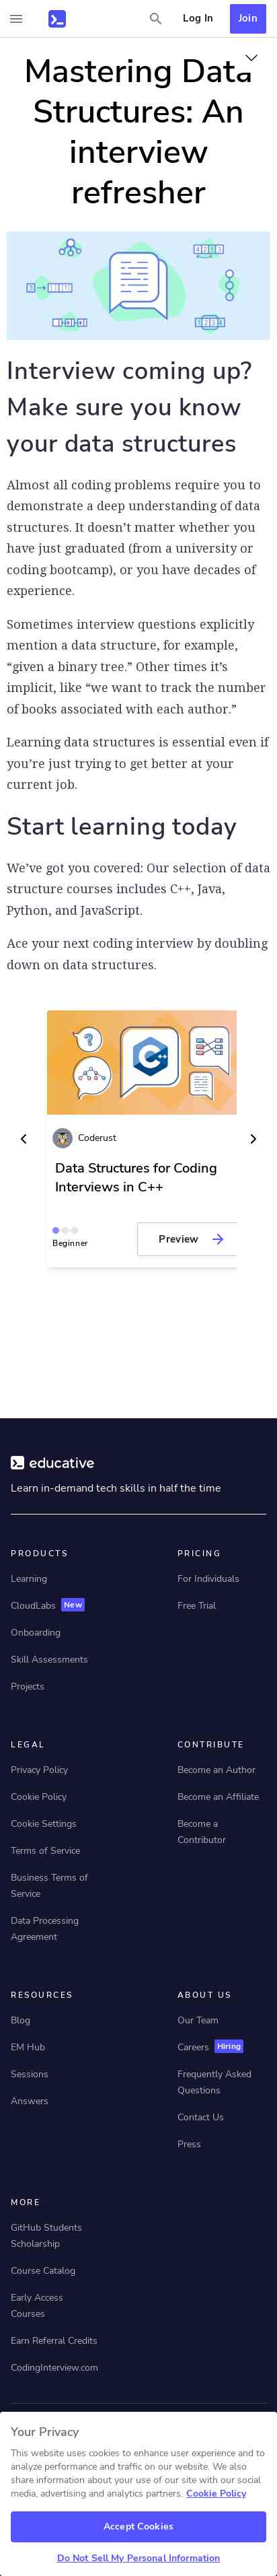 Log In
Join
Mastering Data
Structures: An
interview
refresher
3
4 2 1 3
1 2 3 4
Interview coming up?
Make sure you know
your data structures
Almost all coding problems require you to
demonstrate a deep understanding of data
structures. It doesn’t matter whether you
have just graduated (from a university or
coding bootcamp), or you have decades of
experience.
Sometimes interview questions explicitly
mention a data structure, for example,
“given a binary tree.” Other times it’s
implicit, like “we want to track the number
of books associated with each author.”
Learning data structures is essential even if
you’re just trying to get better at your
current job.
Start learning today
We’ve got you covered: Our selection of data
structure courses includes C++, Java,
Python, and JavaScript.
Ace your next coding interview by doubling
down on data structures.
?
C++
Coderust
Data Structures for Coding
Interviews in C++
Beginner
Preview
educative
Learn in-demand tech skills in half the time
PRODUCTS
Learning
CloudLabs New
Onboarding
Skill Assessments
Projects
PRICING
For Individuals
Free Trial
LEGAL
Privacy Policy
Cookie Policy
Cookie Settings
Terms of Service
Business Terms of
Service
Data Processing
Agreement
CONTRIBUTE
Become an Author
Become an Affiliate
Become a
Contributor
RESOURCES
Blog
EM Hub
Sessions
Answers
ABOUT US
Our Team
Careers Hiring
Frequently Asked
Questions
Contact Us
Press
MORE
GitHub Students
Scholarship
Course Catalog
Early Access
Courses
Earn Referral Credits
CodingInterview.com
Your Privacy
This website uses cookies to enhance user experience and to
analyze performance and traffic on our website. We also
share information about your use of our site with our social
media, advertising and analytics partners. Cookie Policy
Accept Cookies
Do Not Sell My Personal Information